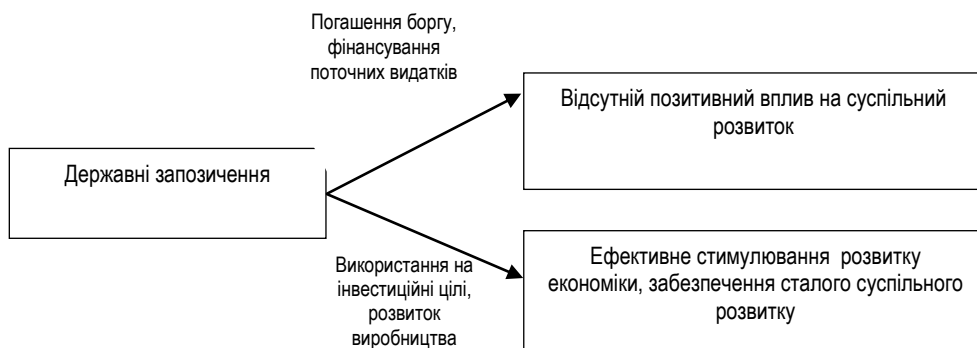 Погашення боргу,
фінансування
поточних видатків
Відсутній позитивний вплив на суспільний
розвиток
Державні запозичення
Використання на
інвестиційні цілі,
розвиток
виробництва
Ефективне стимулювання розвитку
економіки, забезпечення сталого суспільного
розвитку